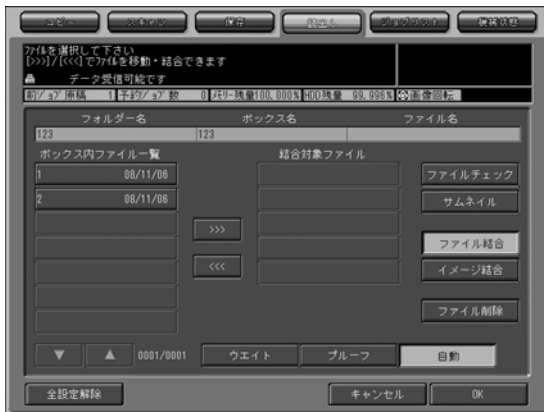 コピー スキャン 保存 読出し ジョブリスト 機械状態
ファイルを選択して下さい
[>>>]/[<<<]でファイルを移動・結合できます
データ受信可能です
前ジョブ原稿 1 予約ジョブ数 0 メモリー残量100.000% HDD残量 99.996% 画像回転
フォルダー名 ボックス名 ファイル名
123 123
ボックス内ファイル一覧 結合対象ファイル
1 08/11/06 ファイルチェック
2 08/11/06 サムネイル
>>> ファイル結合
<<< イメージ結合
ファイル削除
▼ ▲ 0001/0001 ウエイト プルーフ 自動
全設定解除 キャンセル OK